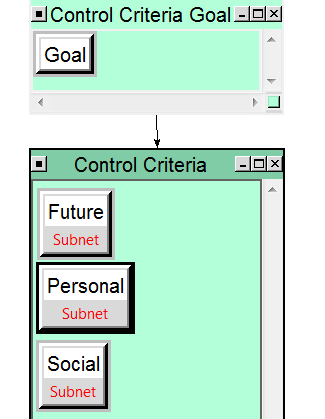 Control Criteria Goal
Goal
Control Criteria
Future
Subnet
Personal
Subnet
Social
Subnet